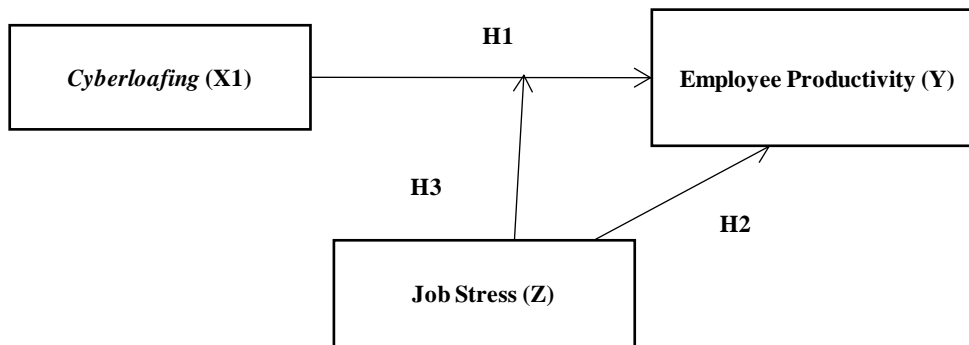 H1
Cyberloafing (X1)
Employee Productivity (Y)
H3
H2
Job Stress (Z)